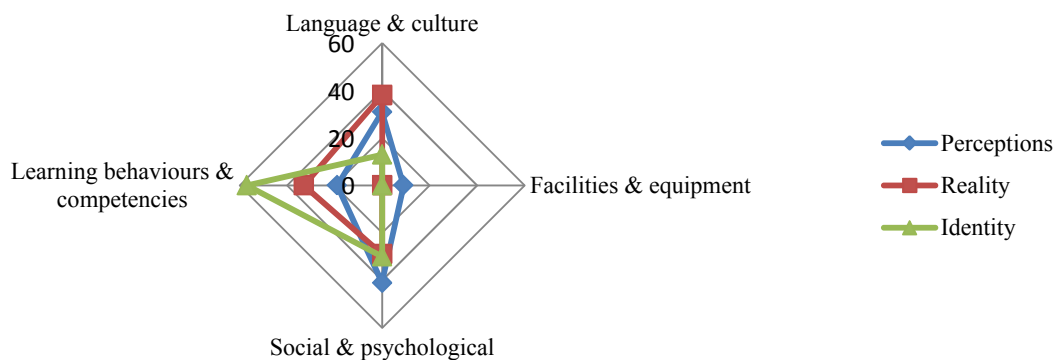 Language & culture
60
40
20
0
Learning behaviours &
competencies
Facilities & equipment
Social & psychological
Perceptions
Reality
Identity